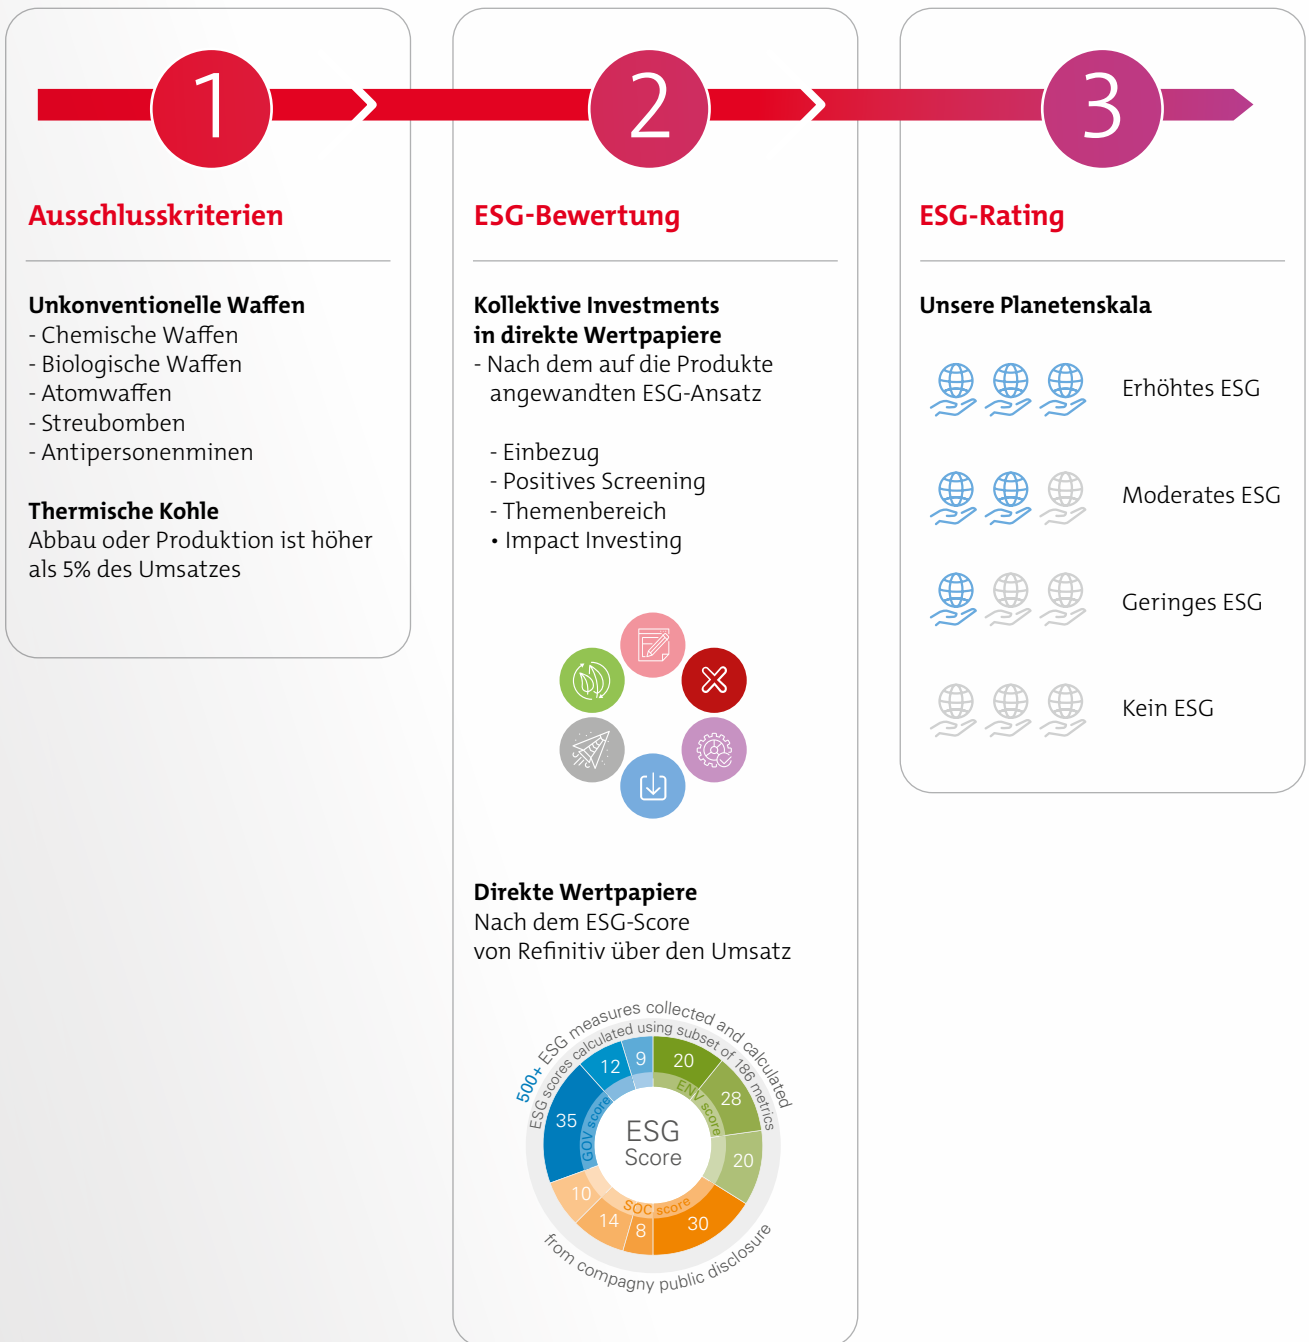 1
Ausschlusskriterien
Unkonventionelle Waffen
- Chemische Waffen
- Biologische Waffen
- Atomwaffen
- Streubomben
- Antipersonenminen
Thermische Kohle
Abbau oder Produktion ist höher
als 5% des Umsatzes
2
ESG-Bewertung
Kollektive Investments
in direkte Wertpapiere
- Nach dem auf die Produkte
angewandten ESG-Ansatz
- Einbezug
- Positives Screening
- Themenbereich
• Impact Investing
Direkte Wertpapiere
Nach dem ESG-Score
von Refinitiv über den Umsatz
500+ ESG measures collected and calculated
ESG scores calculated using subset of 186 metrics
12
9
20
28
35
20
10
14
8
30
GOV score
ENV score
SOC score
ESG
Score
from compagny public disclosure
3
ESG-Rating
Unsere Planetenskala
Erhöhtes ESG
Moderates ESG
Geringes ESG
Kein ESG